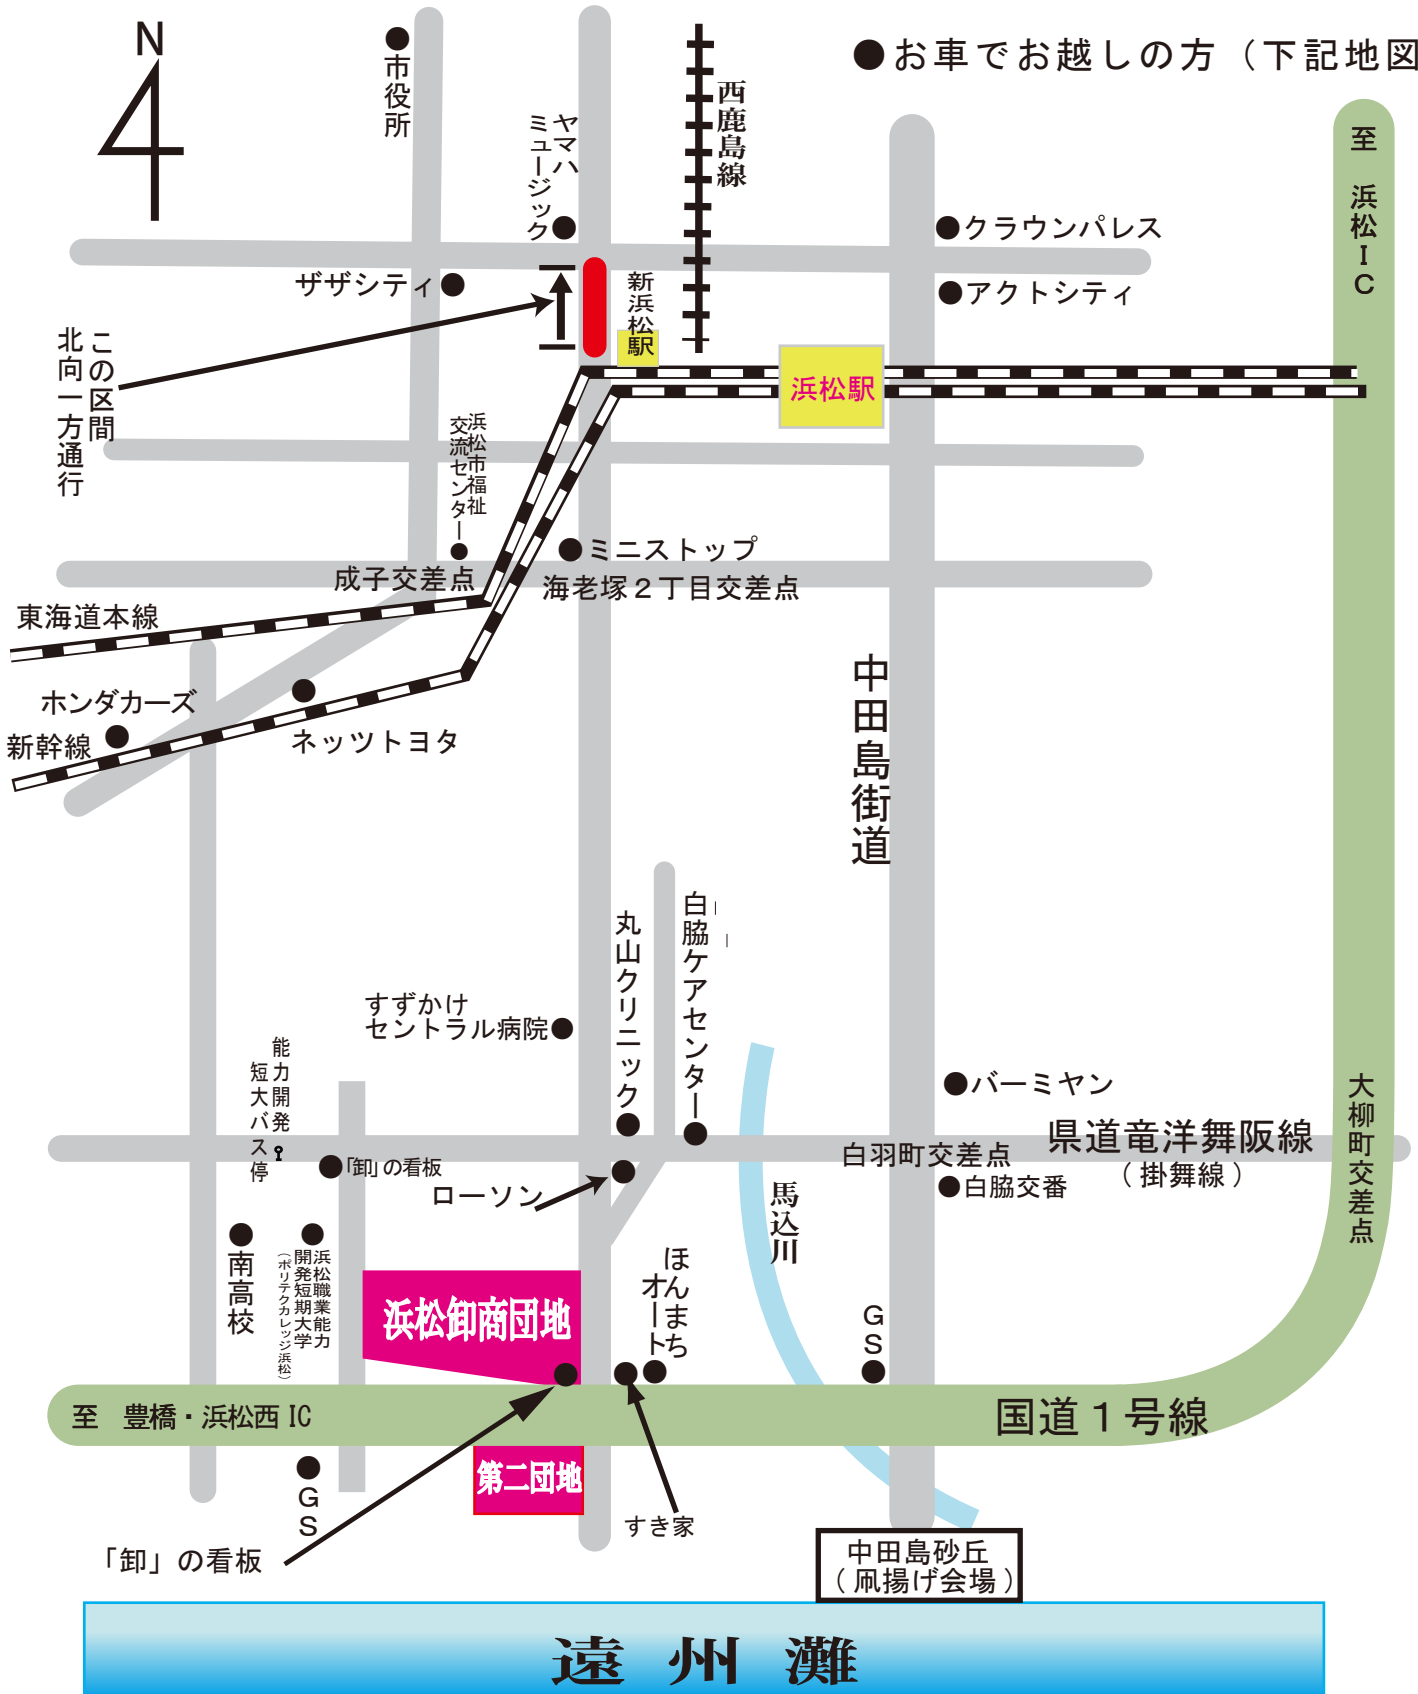 N
●お車でお越しの方（下記地図
市役所
ヤマハ
ミュージック
西鹿島線
至　浜松IC
クラウンパレス
ザザシティ
アクトシティ
新浜松駅
この区間
北向一方通行
浜松駅
浜松市福祉
交流センター
ミニストップ
成子交差点
海老塚２丁目交差点
東海道本線
中田島街道
ホンダカーズ
ネッツトヨタ
新幹線
丸山クリニック
白脇ケアセンター
すずかけ
セントラル病院
能力開発
短大バス停
バーミヤン
大柳町交差点
県道竜洋舞阪線
（掛舞線）
白羽町交差点
「卸」の看板
ローソン
白脇交番
馬込川
南高校
浜松職業能力
開発短期大学
（ポリテクカレッジ浜松）
ほんまち
オート
浜松卸商団地
GS
至　豊橋・浜松西IC
国道１号線
第二団地
GS
すき家
「卸」の看板
中田島砂丘
（凧揚げ会場）
遠州灘